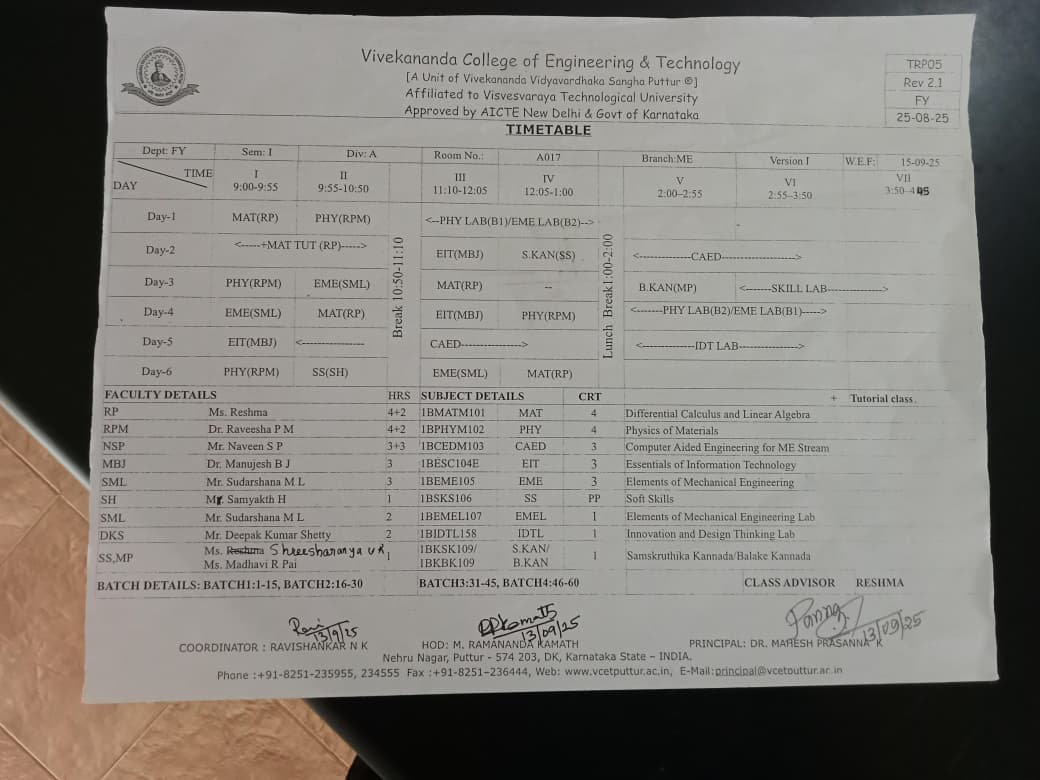 Vivekananda College of Engineering & Technology
[A Unit of Vivekananda Vidyavardhaka Sangha Puttur ©]
Affiliated to Visvesvaraya Technological University
Approved by AICTE New Delhi & Govt of Karnataka
TRP05
Rev 2.1
FY
25-08-25
TIMETABLE
Dept: FY Sem: I Div: A Room No.: A017 Branch:ME Version I W.E.F: 15-09-25
DAY TIME I 9:00-9:55 II 9:55-10:50 III 11:10-12:05 IV 12:05-1:00 V 2:00-2:55 VI 2:55-3:50 VII 3:50-4:45
Break 10:50-11:10
Lunch Break1:00-2:00
Day-1 MAT(RP) PHY(RPM) <--PHY LAB(B1)/EME LAB(B2)--> -
Day-2 <-----+MAT TUT (RP)-----> EIT(MBJ) S.KAN(SS) <--------------CAED-------------------->
Day-3 PHY(RPM) EME(SML) MAT(RP) -- B.KAN(MP) <-------SKILL LAB--------------->
Day-4 EME(SML) MAT(RP) EIT(MBJ) PHY(RPM) <-------PHY LAB(B2)/EME LAB(B1)----->
Day-5 EIT(MBJ) <----------------- CAED---------------> <--------------IDT LAB---------------->
Day-6 PHY(RPM) SS(SH) EME(SML) MAT(RP)
FACULTY DETAILS HRS SUBJECT DETAILS CRT + Tutorial class.
RP Ms. Reshma 4+2 1BMATM101 MAT 4 Differential Calculus and Linear Algebra
RPM Dr. Raveesha P M 4+2 1BPHYM102 PHY 4 Physics of Materials
NSP Mr. Naveen S P 3+3 1BCEDM103 CAED 3 Computer Aided Engineering for ME Stream
MBJ Dr. Manujesh B J 3 1BESC104E EIT 3 Essentials of Information Technology
SML Mr. Sudarshana M L 3 1BEME105 EME 3 Elements of Mechanical Engineering
SH Mr. Samyakth H 1 1BSKS106 SS PP Soft Skills
SML Mr. Sudarshana M L 2 1BEMEL107 EMEL 1 Elements of Mechanical Engineering Lab
DKS Mr. Deepak Kumar Shetty 2 1BIDTL158 IDTL 1 Innovation and Design Thinking Lab
SS,MP Ms. Reshma Shreesharanya U R 1 1BKSK109/ S.KAN/ 1 Samskruthika Kannada/Balake Kannada
Ms. Madhavi R Pai 1BKBK109 B.KAN
BATCH DETAILS: BATCH1:1-15, BATCH2:16-30 BATCH3:31-45, BATCH4:46-60 CLASS ADVISOR RESHMA
13/9/25 13/09/25 13/09/25
COORDINATOR : RAVISHANKAR N K HOD: M. RAMANANDA KAMATH PRINCIPAL: DR. MAHESH PRASANNA K
Nehru Nagar, Puttur - 574 203, DK, Karnataka State – INDIA.
Phone :+91-8251-235955, 234555 Fax :+91-8251-236444, Web: www.vcetputtur.ac.in, E-Mail:principal@vcetputtur.ac.in